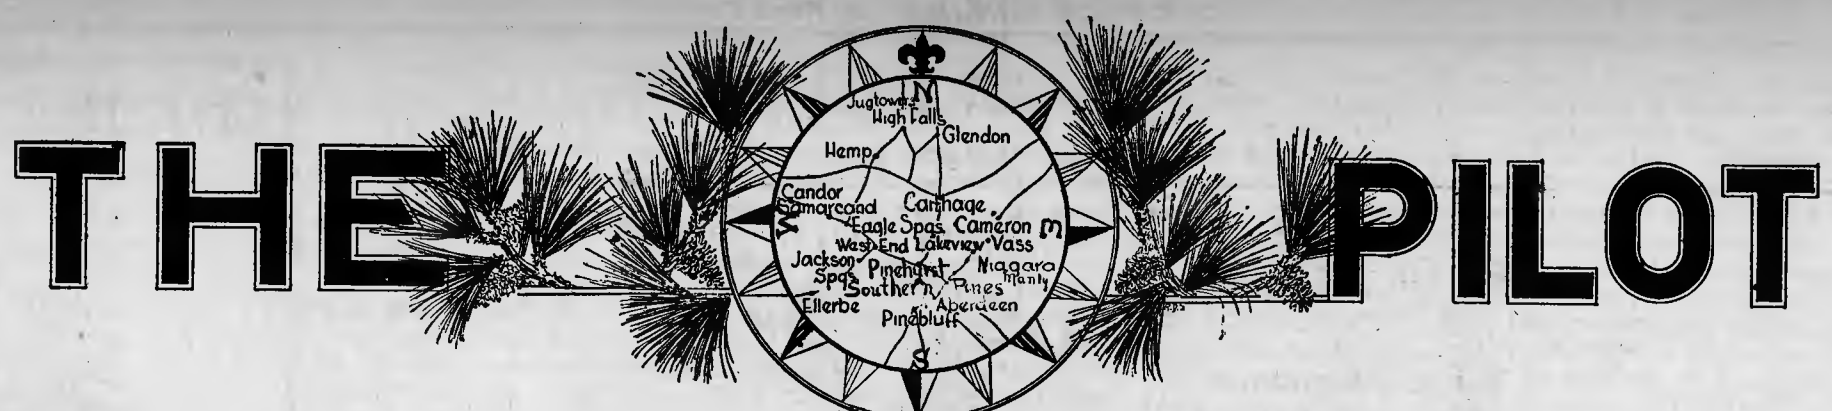 THE PILOT
N
Jugtown
High Falls
Glendon
Hemp
Candor
Samarcand
Carthage
Eagle Spgs. Cameron E
W
West End Lakeview Vass
Jackson Spgs
Pinehurst
Niagara
Manly
Southern Pines
Ellerbe
Aberdeen
Pinebluff
S